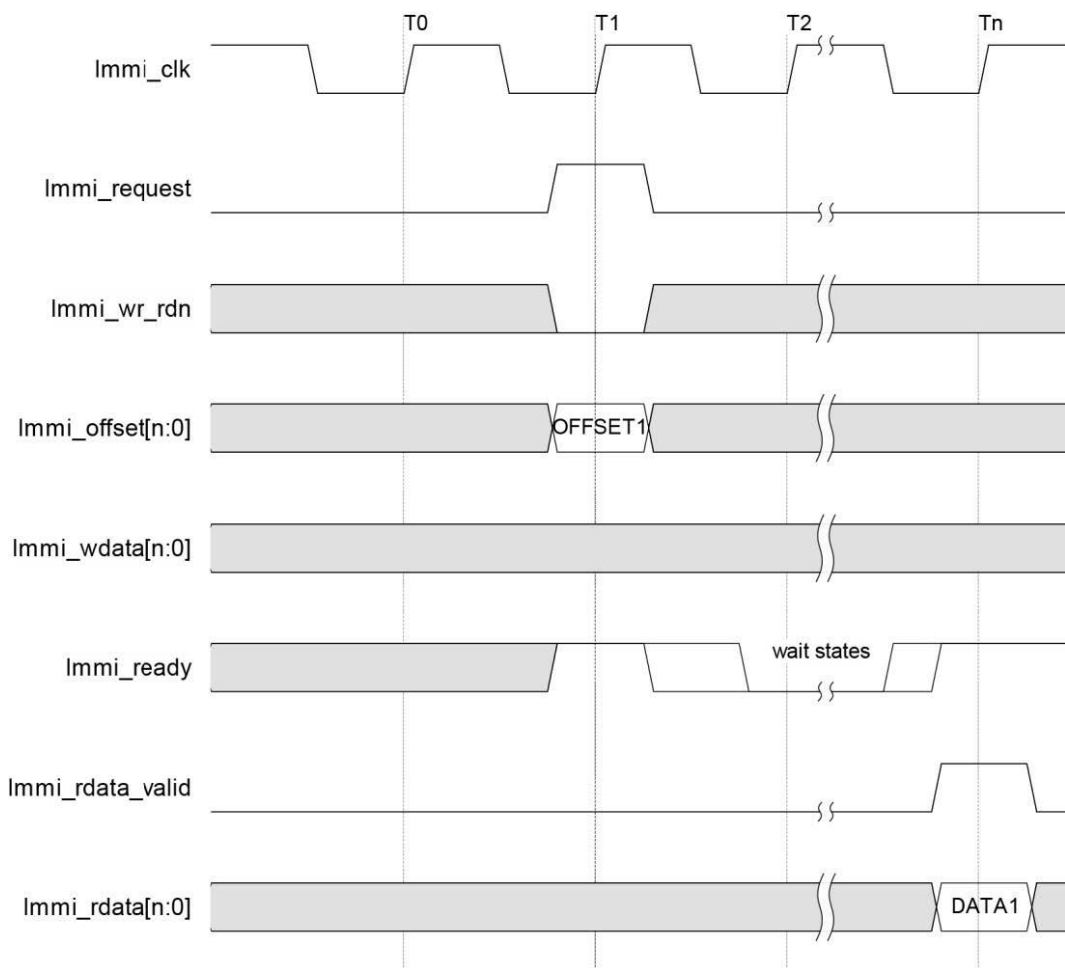 T0 T1 T2 Tn
lmmi_clk
lmmi_request
lmmi_wr_rdn
lmmi_offset[n:0] OFFSET1
lmmi_wdata[n:0]
lmmi_ready wait states
lmmi_rdata_valid
lmmi_rdata[n:0] DATA1